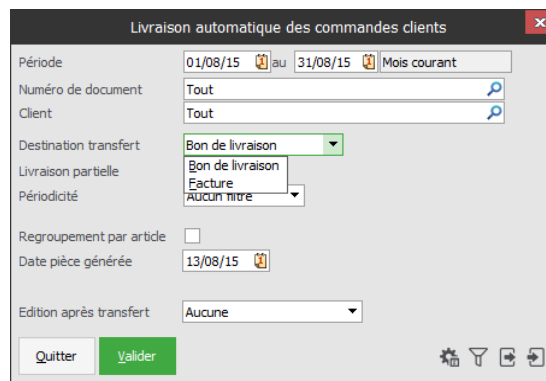 Livraison automatique des commandes clients
Période 01/08/15 au 31/08/15 Mois courant
Numéro de document Tout
Client Tout
Destination transfert Bon de livraison
Bon de livraison
Livraison partielle
Facture
Périodicité Aucun filtre
Regroupement par article
Date pièce générée 13/08/15
Edition après transfert Aucune
Quitter Valider